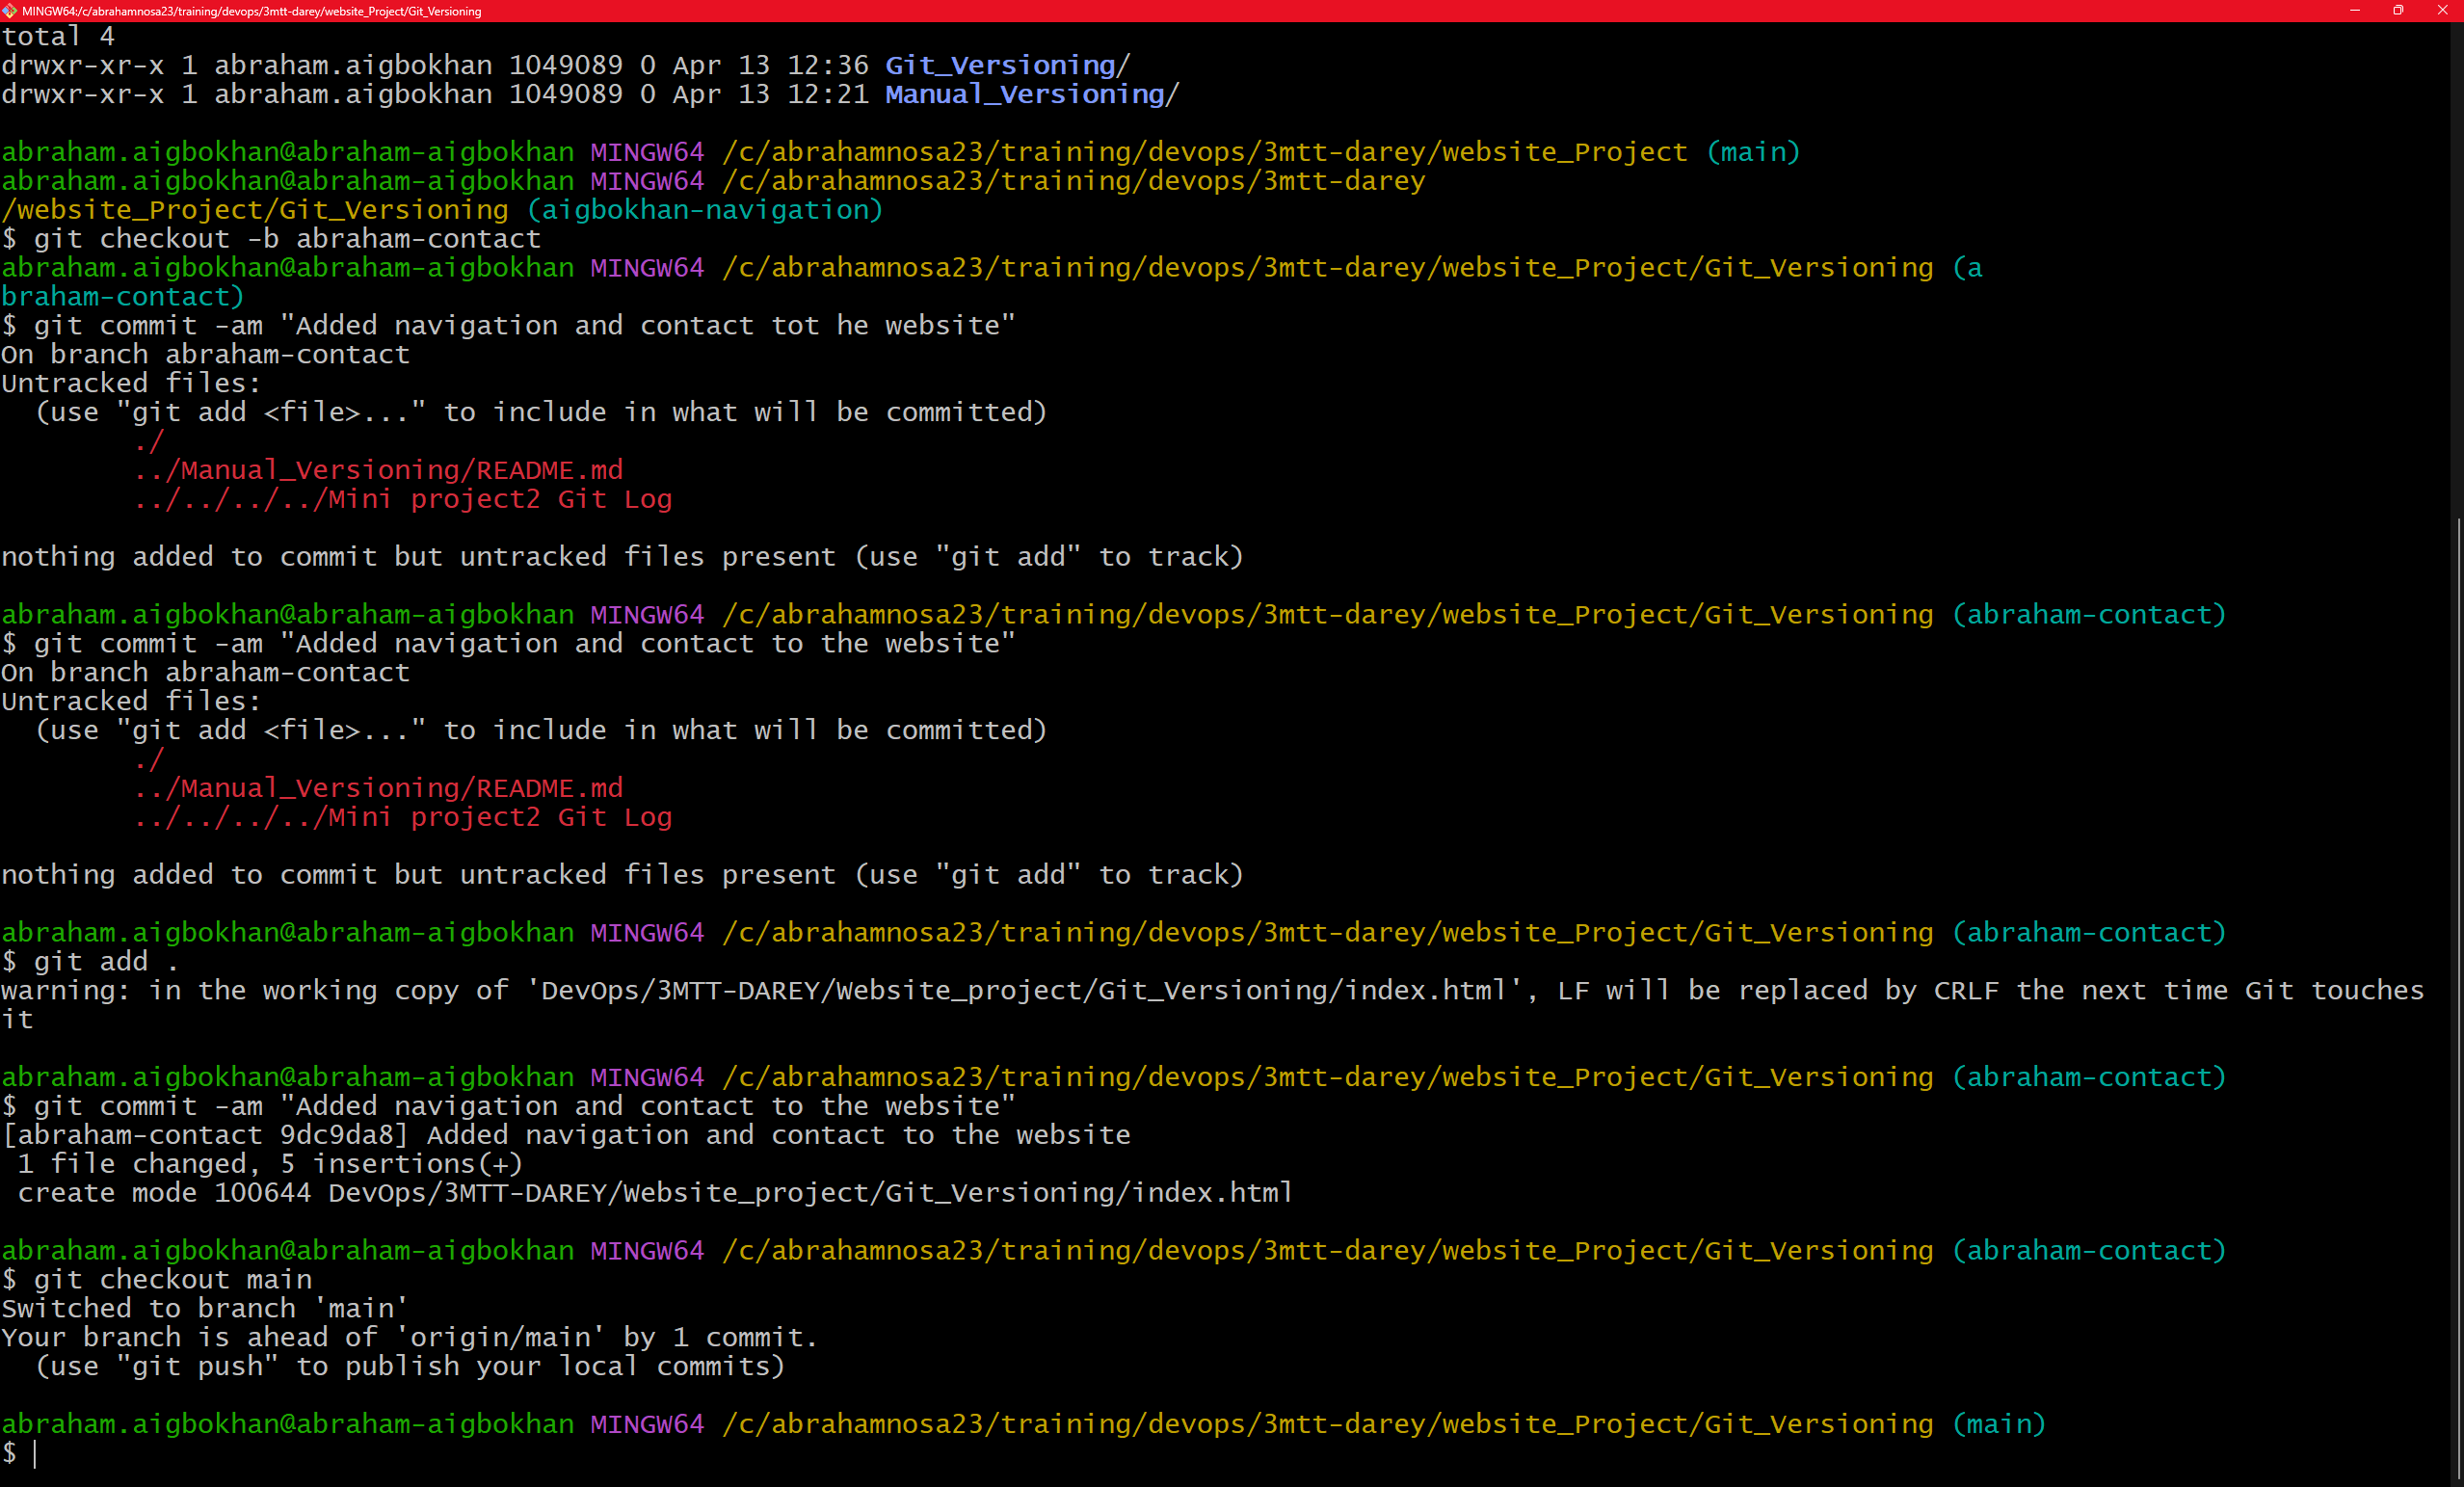 MINGW64:/c/abrahamnosa23/training/devops/3mtt-darey/website_Project/Git_Versioning
total 4
drwxr-xr-x 1 abraham.aigbokhan 1049089 0 Apr 13 12:36 Git_Versioning/
drwxr-xr-x 1 abraham.aigbokhan 1049089 0 Apr 13 12:21 Manual_Versioning/
abraham.aigbokhan@abraham-aigbokhan MINGW64 /c/abrahamnosa23/training/devops/3mtt-darey/website_Project (main)
abraham.aigbokhan@abraham-aigbokhan MINGW64 /c/abrahamnosa23/training/devops/3mtt-darey
/website_Project/Git_Versioning (aigbokhan-navigation)
$ git checkout -b abraham-contact
abraham.aigbokhan@abraham-aigbokhan MINGW64 /c/abrahamnosa23/training/devops/3mtt-darey/website_Project/Git_Versioning (a
braham-contact)
$ git commit -am "Added navigation and contact tot he website"
On branch abraham-contact
Untracked files:
  (use "git add <file>..." to include in what will be committed)
        ./
        ../Manual_Versioning/README.md
        ../../../../Mini project2 Git Log
nothing added to commit but untracked files present (use "git add" to track)
abraham.aigbokhan@abraham-aigbokhan MINGW64 /c/abrahamnosa23/training/devops/3mtt-darey/website_Project/Git_Versioning (abraham-contact)
$ git commit -am "Added navigation and contact to the website"
On branch abraham-contact
Untracked files:
  (use "git add <file>..." to include in what will be committed)
        ./
        ../Manual_Versioning/README.md
        ../../../../Mini project2 Git Log
nothing added to commit but untracked files present (use "git add" to track)
abraham.aigbokhan@abraham-aigbokhan MINGW64 /c/abrahamnosa23/training/devops/3mtt-darey/website_Project/Git_Versioning (abraham-contact)
$ git add .
warning: in the working copy of 'DevOps/3MTT-DAREY/Website_project/Git_Versioning/index.html', LF will be replaced by CRLF the next time Git touches
it
abraham.aigbokhan@abraham-aigbokhan MINGW64 /c/abrahamnosa23/training/devops/3mtt-darey/website_Project/Git_Versioning (abraham-contact)
$ git commit -am "Added navigation and contact to the website"
[abraham-contact 9dc9da8] Added navigation and contact to the website
 1 file changed, 5 insertions(+)
 create mode 100644 DevOps/3MTT-DAREY/Website_project/Git_Versioning/index.html
abraham.aigbokhan@abraham-aigbokhan MINGW64 /c/abrahamnosa23/training/devops/3mtt-darey/website_Project/Git_Versioning (abraham-contact)
$ git checkout main
Switched to branch 'main'
Your branch is ahead of 'origin/main' by 1 commit.
  (use "git push" to publish your local commits)
abraham.aigbokhan@abraham-aigbokhan MINGW64 /c/abrahamnosa23/training/devops/3mtt-darey/website_Project/Git_Versioning (main)
$